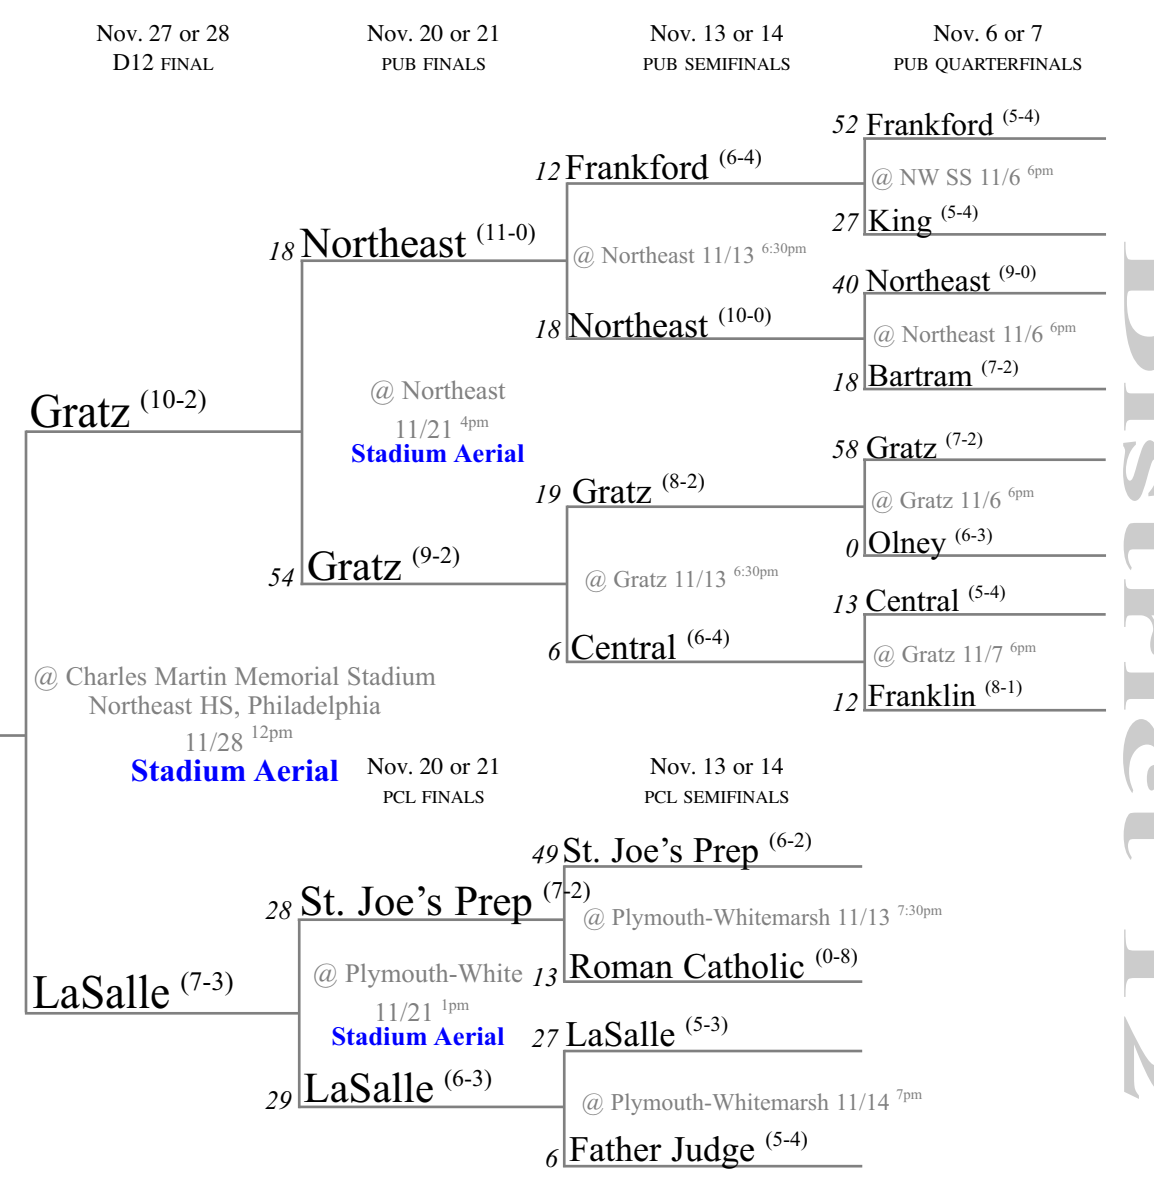 Nov. 27 or 28
D12 FINAL
Nov. 20 or 21
PUB FINALS
Nov. 13 or 14
PUB SEMIFINALS
Nov. 6 or 7
PUB QUARTERFINALS
52 Frankford (5-4)
@ NW SS 11/6 6pm
27 King (5-4)
12 Frankford (6-4)
@ Northeast 11/13 6:30pm
18 Northeast (10-0)
40 Northeast (9-0)
@ Northeast 11/6 6pm
18 Bartram (7-2)
18 Northeast (11-0)
@ Northeast
11/21 4pm
Stadium Aerial
54 Gratz (9-2)
58 Gratz (7-2)
@ Gratz 11/6 6pm
0 Olney (6-3)
19 Gratz (8-2)
@ Gratz 11/13 6:30pm
6 Central (6-4)
13 Central (5-4)
@ Gratz 11/7 6pm
12 Franklin (8-1)
Gratz (10-2)
@ Charles Martin Memorial Stadium
Northeast HS, Philadelphia
11/28 12pm
Stadium Aerial
LaSalle (7-3)
Nov. 20 or 21
PCL FINALS
Nov. 13 or 14
PCL SEMIFINALS
49 St. Joe's Prep (6-2)
@ Plymouth-Whitemarsh 11/13 7:30pm
13 Roman Catholic (0-8)
28 St. Joe's Prep (7-2)
@ Plymouth-White
11/21 1pm
Stadium Aerial
29 LaSalle (6-3)
27 LaSalle (5-3)
@ Plymouth-Whitemarsh 11/14 7pm
6 Father Judge (5-4)
District 12